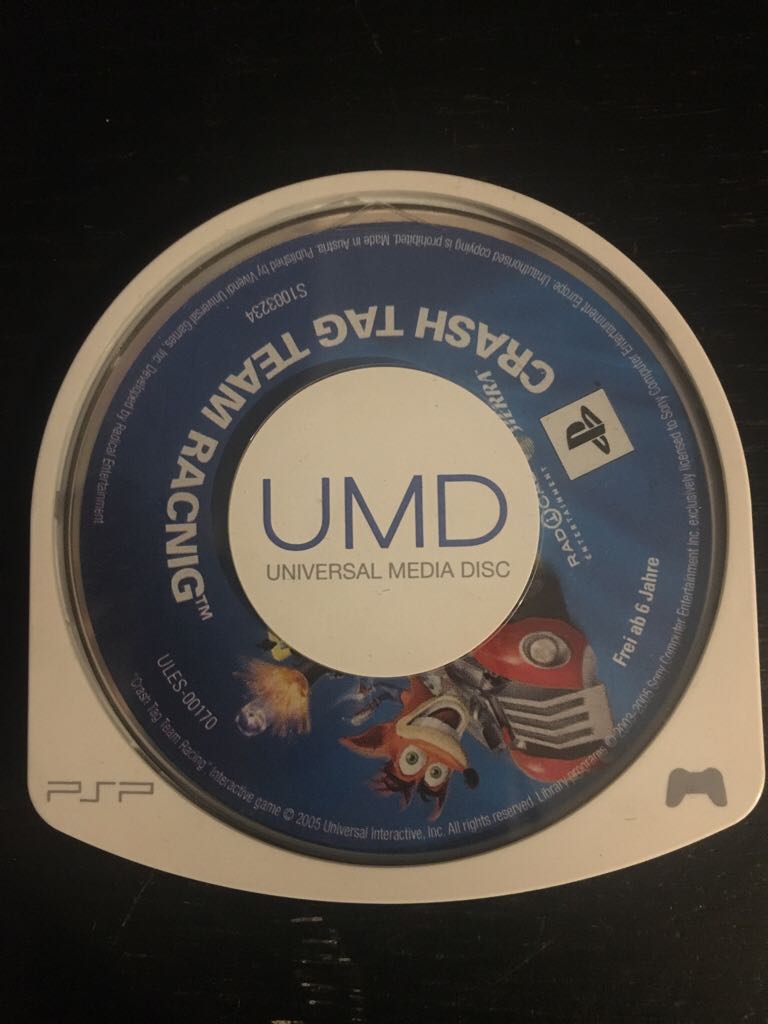 CRASH TAG TEAM RACNIG™
UMD
UNIVERSAL MEDIA DISC
S1003234
ULES-00170
RADICAL
ENTERTAINMENT
SIERRA
Frei ab 6 Jahre
PSP
"Crash Tag Team Racing" interactive game © 2005 Universal Interactive, Inc. All rights reserved. Library programs © 2003-2005 Sony Computer Entertainment Inc. exclusively licensed to Sony Computer Entertainment Europe. Unauthorised copying is prohibited. Made in Austria. Published by Vivendi Universal Games, Inc. Developed by Radical Entertainment